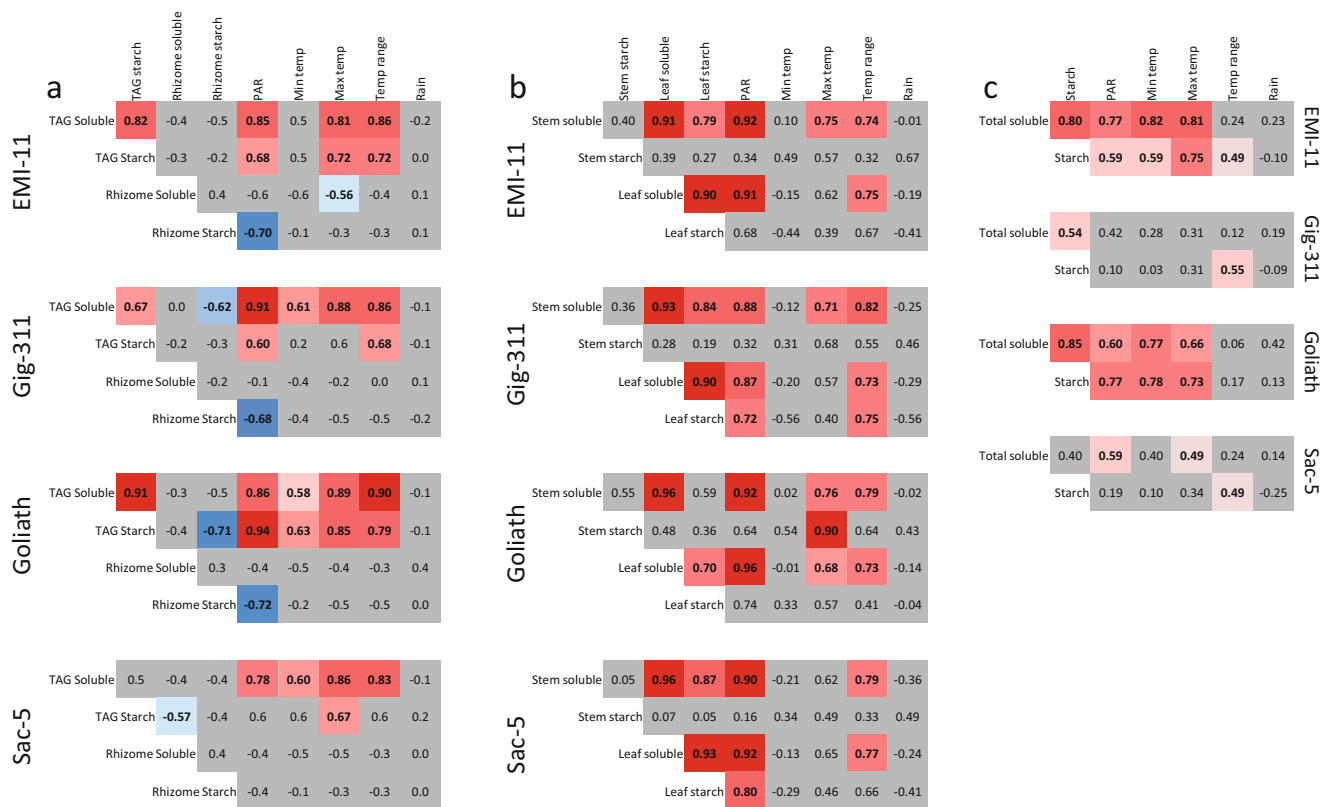 a
TAG starch
Rhizome soluble
Rhizome starch
PAR
Min temp
Max temp
Temp range
Rain
EMI-11
TAG Soluble 0.82 -0.4 -0.5 0.85 0.5 0.81 0.86 -0.2
TAG Starch -0.3 -0.2 0.68 0.5 0.72 0.72 0.0
Rhizome Soluble 0.4 -0.6 -0.6 -0.56 -0.4 0.1
Rhizome Starch -0.70 -0.1 -0.3 -0.3 0.1
Gig-311
TAG Soluble 0.67 0.0 -0.62 0.91 0.61 0.88 0.86 -0.1
TAG Starch -0.2 -0.3 0.60 0.2 0.6 0.68 -0.1
Rhizome Soluble -0.2 -0.1 -0.4 -0.2 0.0 0.1
Rhizome Starch -0.68 -0.4 -0.5 -0.5 -0.2
Goliath
TAG Soluble 0.91 -0.3 -0.5 0.86 0.58 0.89 0.90 -0.1
TAG Starch -0.4 -0.71 0.94 0.63 0.85 0.79 -0.1
Rhizome Soluble 0.3 -0.4 -0.5 -0.4 -0.3 0.4
Rhizome Starch -0.72 -0.2 -0.5 -0.5 0.0
Sac-5
TAG Soluble 0.5 -0.4 -0.4 0.78 0.60 0.86 0.83 -0.1
TAG Starch -0.57 -0.4 0.6 0.6 0.67 0.6 0.2
Rhizome Soluble 0.4 -0.4 -0.5 -0.5 -0.3 0.0
Rhizome Starch -0.4 -0.1 -0.3 -0.3 0.0
b
Stem starch
Leaf soluble
Leaf starch
PAR
Min temp
Max temp
Temp range
Rain
EMI-11
Stem soluble 0.40 0.91 0.79 0.92 0.10 0.75 0.74 -0.01
Stem starch 0.39 0.27 0.34 0.49 0.57 0.32 0.67
Leaf soluble 0.90 0.91 -0.15 0.62 0.75 -0.19
Leaf starch 0.68 -0.44 0.39 0.67 -0.41
Gig-311
Stem soluble 0.36 0.93 0.84 0.88 -0.12 0.71 0.82 -0.25
Stem starch 0.28 0.19 0.32 0.31 0.68 0.55 0.46
Leaf soluble 0.90 0.87 -0.20 0.57 0.73 -0.29
Leaf starch 0.72 -0.56 0.40 0.75 -0.56
Goliath
Stem soluble 0.55 0.96 0.59 0.92 0.02 0.76 0.79 -0.02
Stem starch 0.48 0.36 0.64 0.54 0.90 0.64 0.43
Leaf soluble 0.70 0.96 -0.01 0.68 0.73 -0.14
Leaf starch 0.74 0.33 0.57 0.41 -0.04
Sac-5
Stem soluble 0.05 0.96 0.87 0.90 -0.21 0.62 0.79 -0.36
Stem starch 0.07 0.05 0.16 0.34 0.49 0.33 0.49
Leaf soluble 0.93 0.92 -0.13 0.65 0.77 -0.24
Leaf starch 0.80 -0.29 0.46 0.66 -0.41
c
Starch
PAR
Min temp
Max temp
Temp range
Rain
Total soluble 0.80 0.77 0.82 0.81 0.24 0.23
Starch 0.59 0.59 0.75 0.49 -0.10
EMI-11
Total soluble 0.54 0.42 0.28 0.31 0.12 0.19
Starch 0.10 0.03 0.31 0.55 -0.09
Gig-311
Total soluble 0.85 0.60 0.77 0.66 0.06 0.42
Starch 0.77 0.78 0.73 0.17 0.13
Goliath
Total soluble 0.40 0.59 0.40 0.49 0.24 0.14
Starch 0.19 0.10 0.34 0.49 -0.25
Sac-5